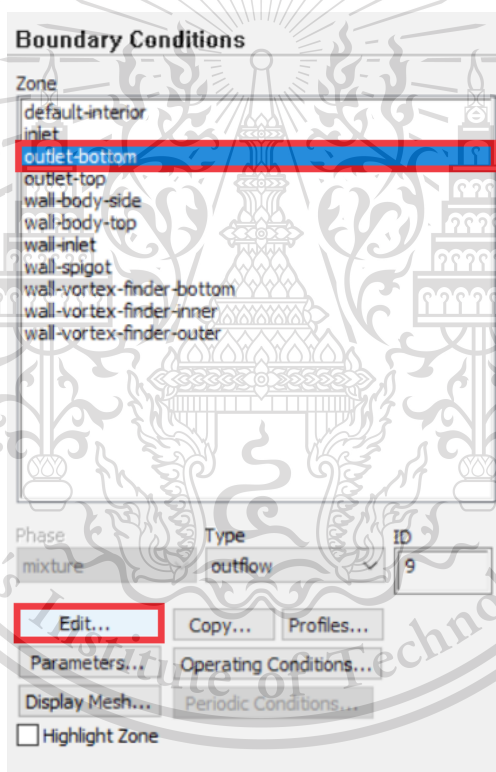 Boundary Conditions
Zone
default-interior
inlet
outlet-bottom
outlet-top
wall-body-side
wall-body-top
wall-inlet
wall-spigot
wall-vortex-finder-bottom
wall-vortex-finder-inner
wall-vortex-finder-outer
Phase Type ID
mixture outflow 9
Edit... Copy... Profiles...
Parameters... Operating Conditions...
Display Mesh... Periodic Conditions...
Highlight Zone
's Institute of Techno